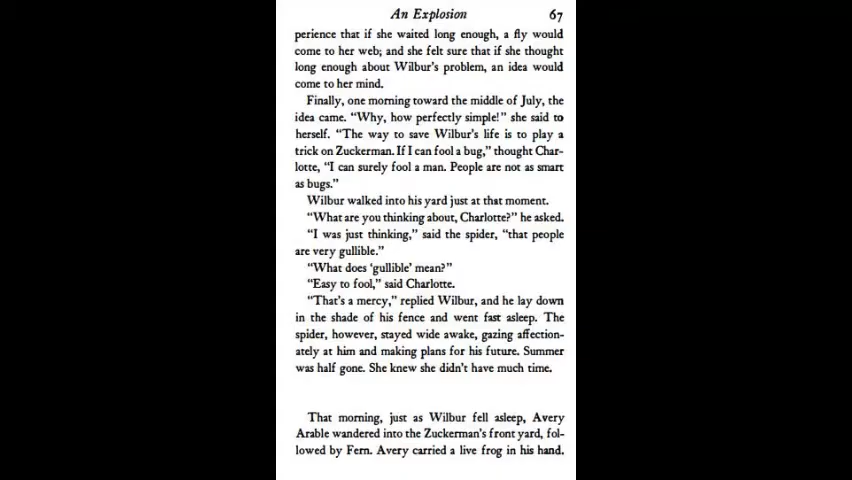 An Explosion 67
perience that if she waited long enough, a fly would
come to her web; and she felt sure that if she thought
long enough about Wilbur's problem, an idea would
come to her mind.
Finally, one morning toward the middle of July, the
idea came. “Why, how perfectly simple!” she said to
herself. “The way to save Wilbur's life is to play a
trick on Zuckerman. If I can fool a bug,” thought Char-
lotte, “I can surely fool a man. People are not as smart
as bugs.”
Wilbur walked into his yard just at that moment.
“What are you thinking about, Charlotte?” he asked.
“I was just thinking,” said the spider, “that people
are very gullible.”
“What does ‘gullible’ mean?”
“Easy to fool,” said Charlotte.
“That's a mercy,” replied Wilbur, and he lay down
in the shade of his fence and went fast asleep. The
spider, however, stayed wide awake, gazing affection-
ately at him and making plans for his future. Summer
was half gone. She knew she didn't have much time.
That morning, just as Wilbur fell asleep, Avery
Arable wandered into the Zuckerman's front yard, fol-
lowed by Fern. Avery carried a live frog in his hand.